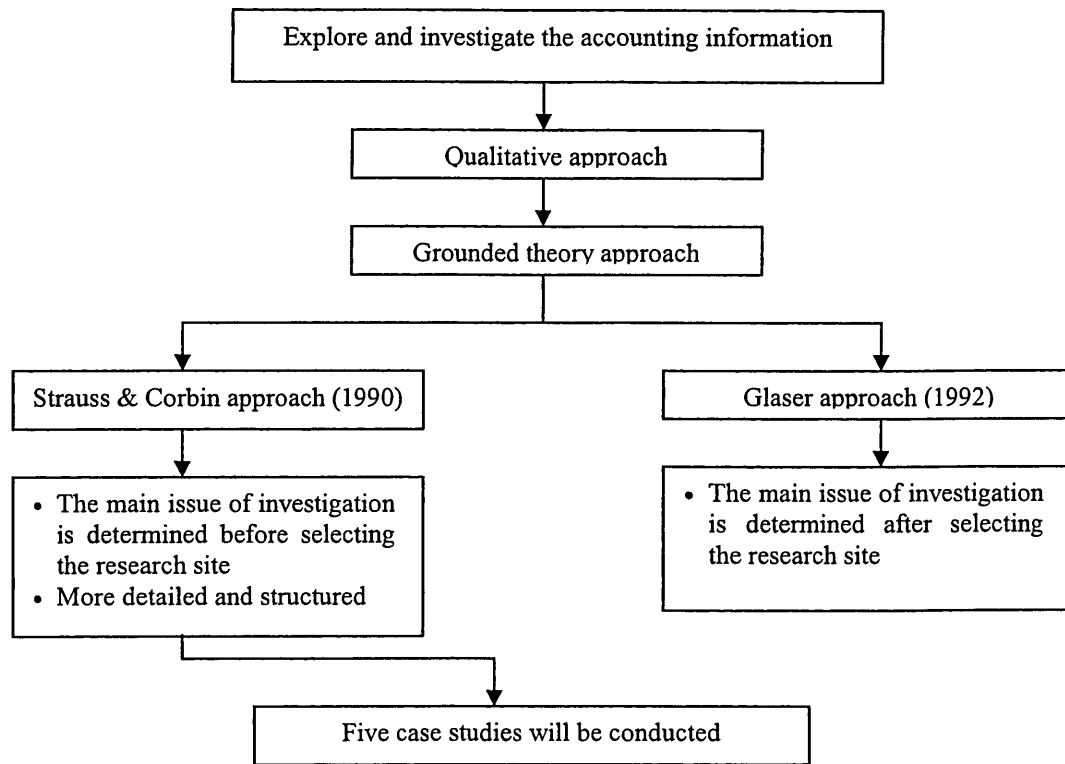 Explore and investigate the accounting information
Qualitative approach
Grounded theory approach
Strauss & Corbin approach (1990)
Glaser approach (1992)
• The main issue of investigation
is determined before selecting
the research site
• More detailed and structured
• The main issue of investigation
is determined after selecting
the research site
Five case studies will be conducted